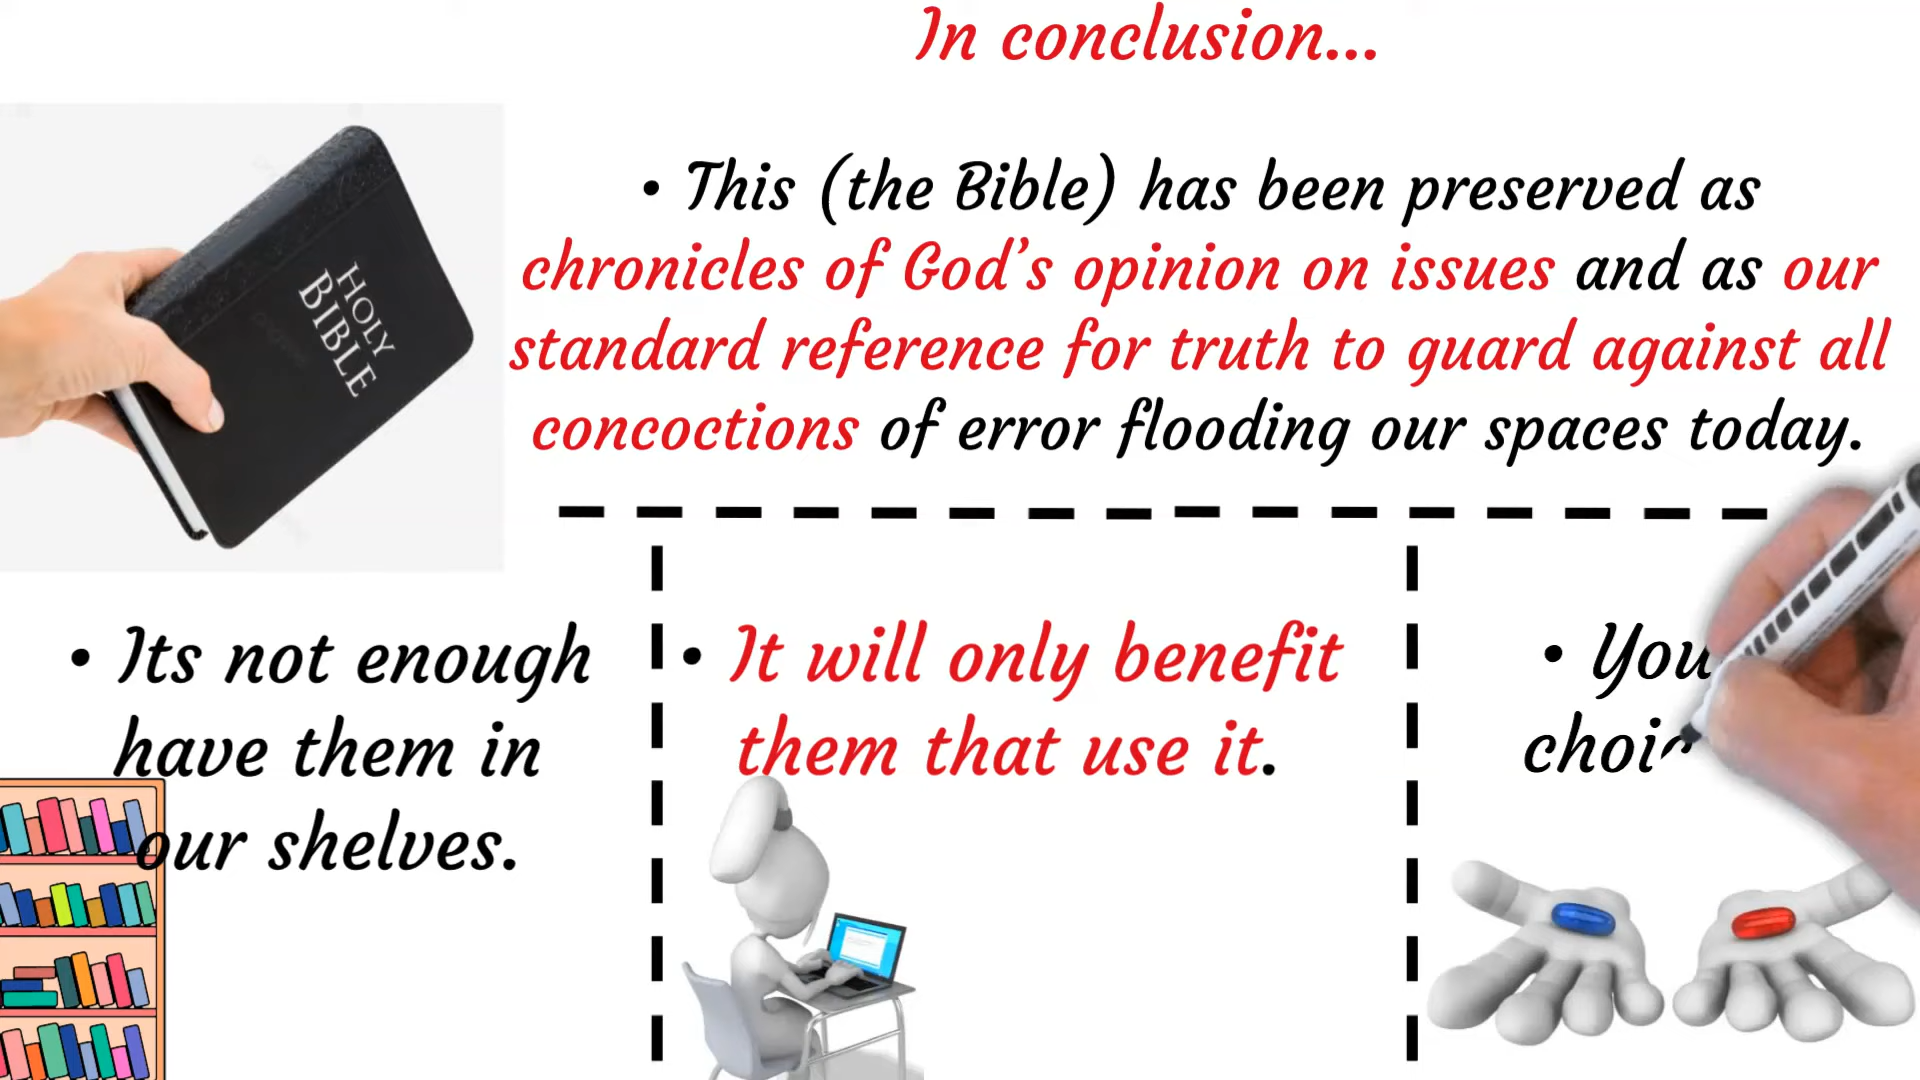 In conclusion...
HOLY
BIBLE
• This (the Bible) has been preserved as
chronicles of God's opinion on issues and as our
standard reference for truth to guard against all
concoctions of error flooding our spaces today.
• Its not enough
have them in
our shelves.
• It will only benefit
them that use it.
• You